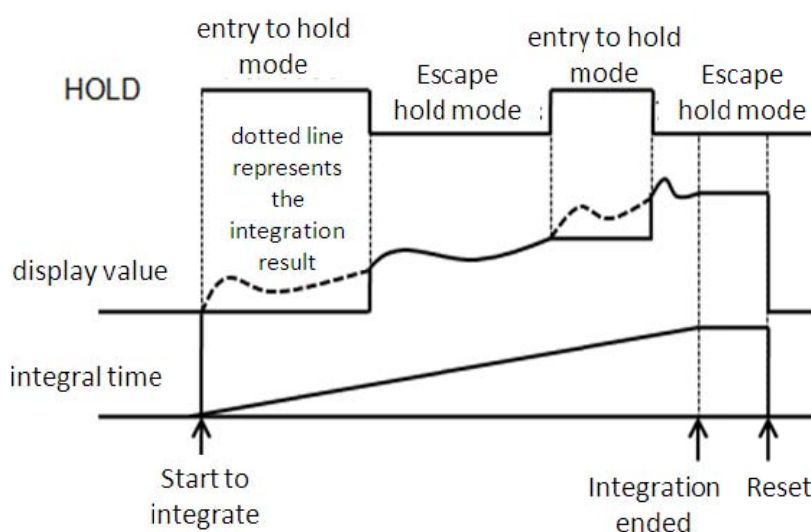 entry to hold
mode
entry to hold
mode
Escape
hold mode
Escape
hold mode
HOLD
dotted line
represents
the
integration
result
display value
integral time
Start to
integrate
Integration
ended
Reset